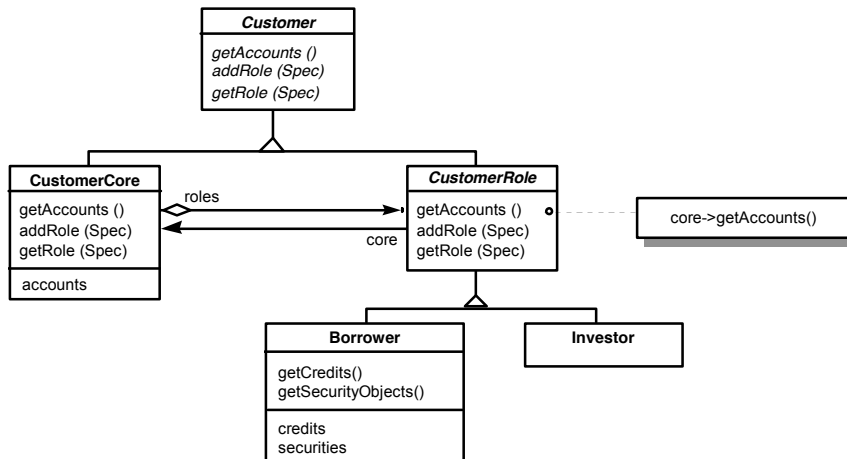 Customer
getAccounts ()
addRole (Spec)
getRole (Spec)
CustomerCore
getAccounts ()
addRole (Spec)
getRole (Spec)
accounts
roles
core
CustomerRole
getAccounts ()
addRole (Spec)
getRole (Spec)
core->getAccounts()
Borrower
getCredits()
getSecurityObjects()
credits
securities
Investor